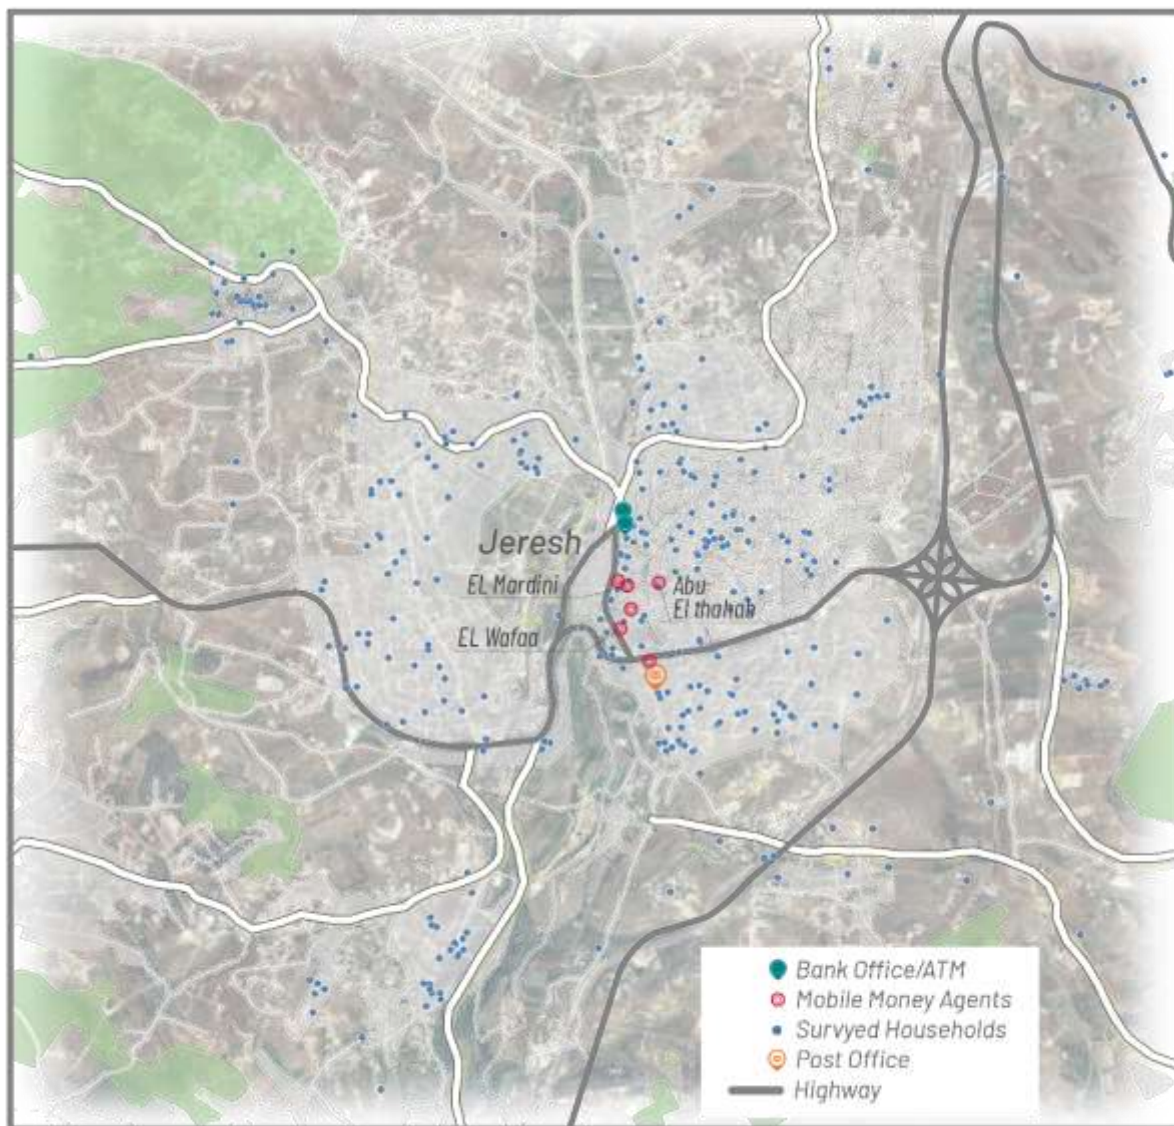 Jeresh
EL Mardini
Abu
El thahab
EL Wafaa
Bank Office/ATM
Mobile Money Agents
Survyed Households
Post Office
Highway